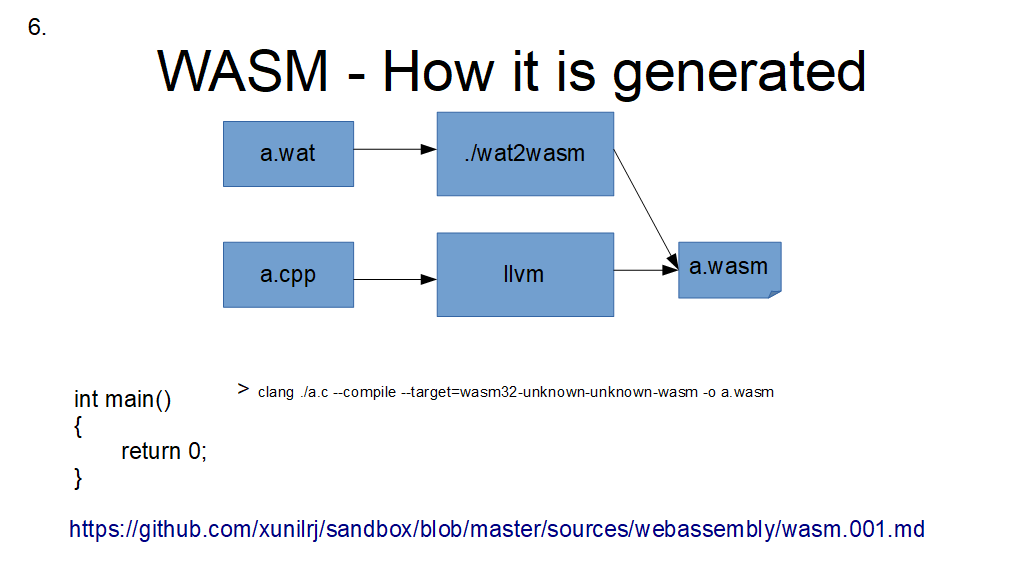 6.
WASM - How it is generated
a.wat
./wat2wasm
a.cpp
llvm
a.wasm
int main()
{
return 0;
}
> clang ./a.c --compile --target=wasm32-unknown-unknown-wasm -o a.wasm
https://github.com/xunilrj/sandbox/blob/master/sources/webassembly/wasm.001.md